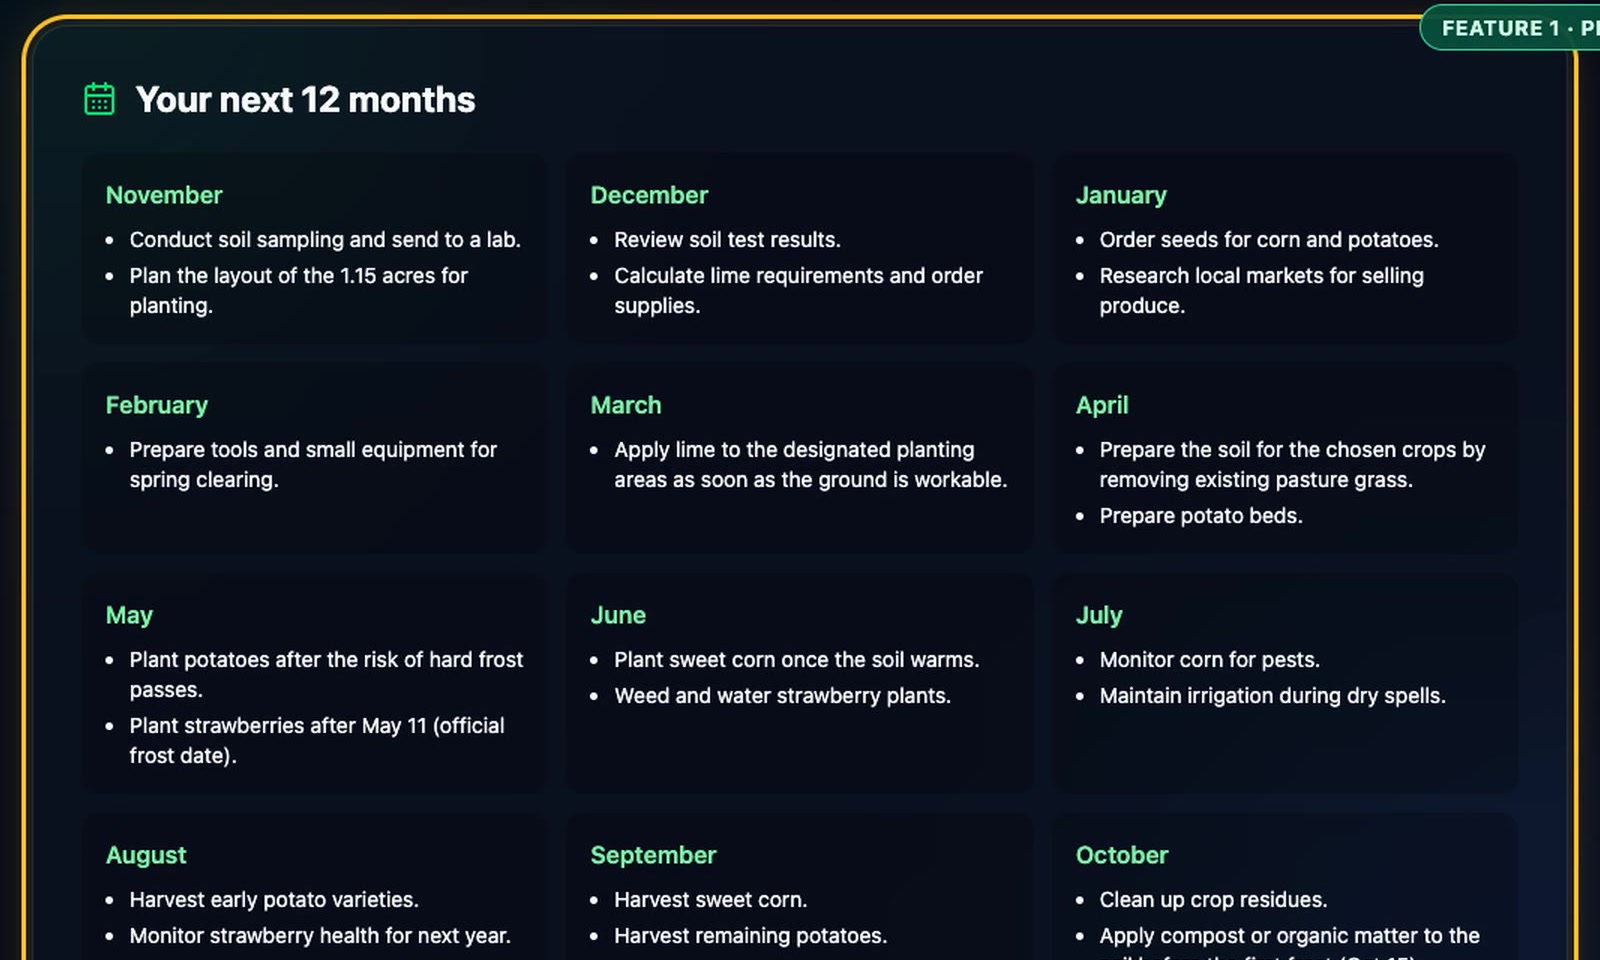 FEATURE 1 ·
Your next 12 months
November
• Conduct soil sampling and send to a lab.
• Plan the layout of the 1.15 acres for
planting.
December
• Review soil test results.
• Calculate lime requirements and order
supplies.
January
• Order seeds for corn and potatoes.
• Research local markets for selling
produce.
February
• Prepare tools and small equipment for
spring clearing.
March
• Apply lime to the designated planting
areas as soon as the ground is workable.
April
• Prepare the soil for the chosen crops by
removing existing pasture grass.
• Prepare potato beds.
May
• Plant potatoes after the risk of hard frost
passes.
• Plant strawberries after May 11 (official
frost date).
June
• Plant sweet corn once the soil warms.
• Weed and water strawberry plants.
July
• Monitor corn for pests.
• Maintain irrigation during dry spells.
August
• Harvest early potato varieties.
• Monitor strawberry health for next year.
September
• Harvest sweet corn.
• Harvest remaining potatoes.
October
• Clean up crop residues.
• Apply compost or organic matter to the